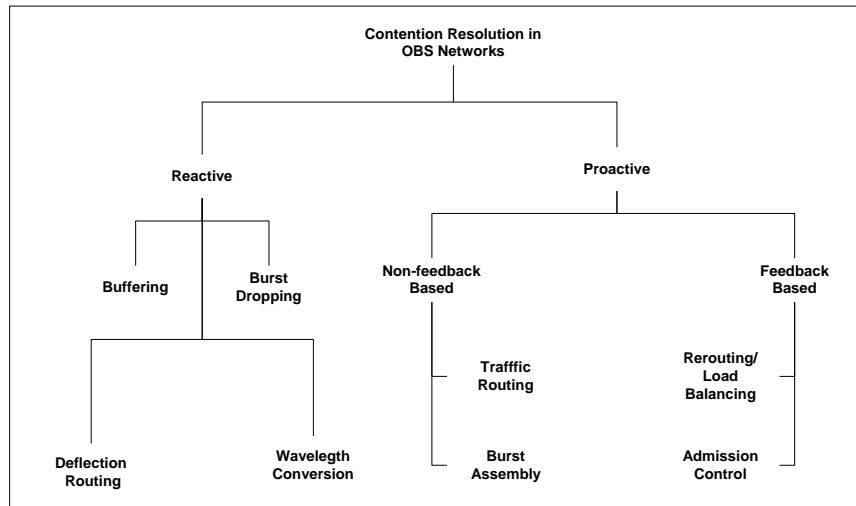 Contention Resolution in
OBS Networks
Reactive
Proactive
Buffering
Burst
Dropping
Deflection
Routing
Wavelegth
Conversion
Non-feedback
Based
Feedback
Based
Trafffic
Routing
Burst
Assembly
Rerouting/
Load
Balancing
Admission
Control